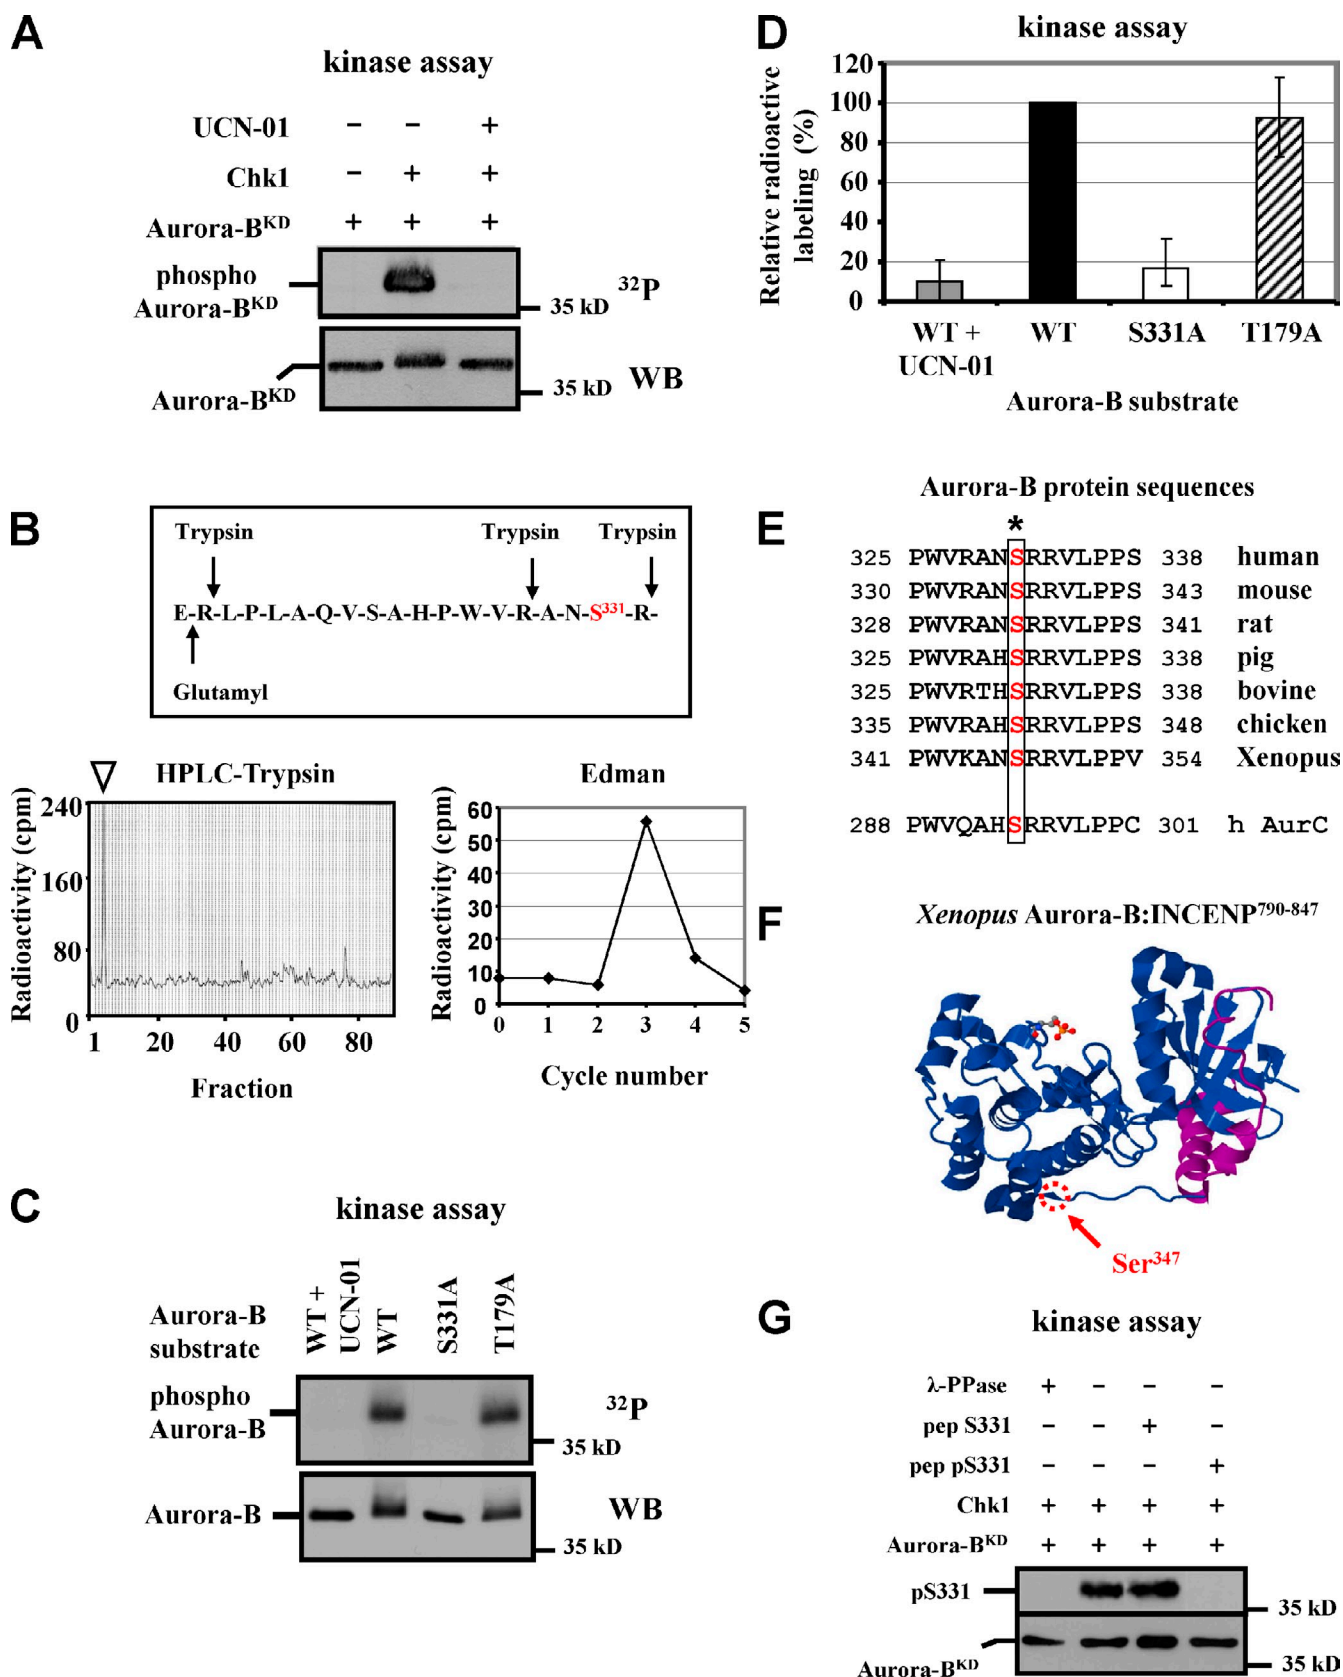 A
kinase assay
UCN-01 – – +
Chk1 – + +
Aurora-B^KD + + +
phospho
Aurora-B^KD
32P
35 kD
Aurora-B^KD
35 kD
WB
B
Trypsin Trypsin Trypsin
E-R-L-P-L-A-Q-V-S-A-H-P-W-V-R-A-N-S^331-R-
Glutamyl
HPLC-Trypsin
Radioactivity (cpm)
240
160
80
0
1 20 40 60 80
Fraction
Edman
Radioactivity (cpm)
60
50
40
30
20
10
0
0 1 2 3 4 5
Cycle number
C
kinase assay
Aurora-B
substrate
WT +
UCN-01
WT
S331A
T179A
phospho
Aurora-B
32P
35 kD
Aurora-B
WB
35 kD
D
kinase assay
Relative radioactive
labeling (%)
120
100
80
60
40
20
0
WT +
UCN-01
WT
S331A
T179A
Aurora-B substrate
E
Aurora-B protein sequences
*
325 PWVRANSRRVLPPS 338 human
330 PWVRANSRRVLPPS 343 mouse
328 PWVRANSRRVLPPS 341 rat
325 PWVRAHSRRVLPPS 338 pig
325 PWVRTHSRRVLPPS 338 bovine
335 PWVRAHSRRVLPPS 348 chicken
341 PWVKANSRRVLPPV 354 Xenopus
288 PWVQAHSRRVLPPC 301 h AurC
F
Xenopus Aurora-B:INCENP^790-847
Ser^347
G
kinase assay
λ-PPase + – – –
pep S331 – – + –
pep pS331 – – – +
Chk1 + + + +
Aurora-B^KD + + + +
pS331
35 kD
Aurora-B^KD
35 kD